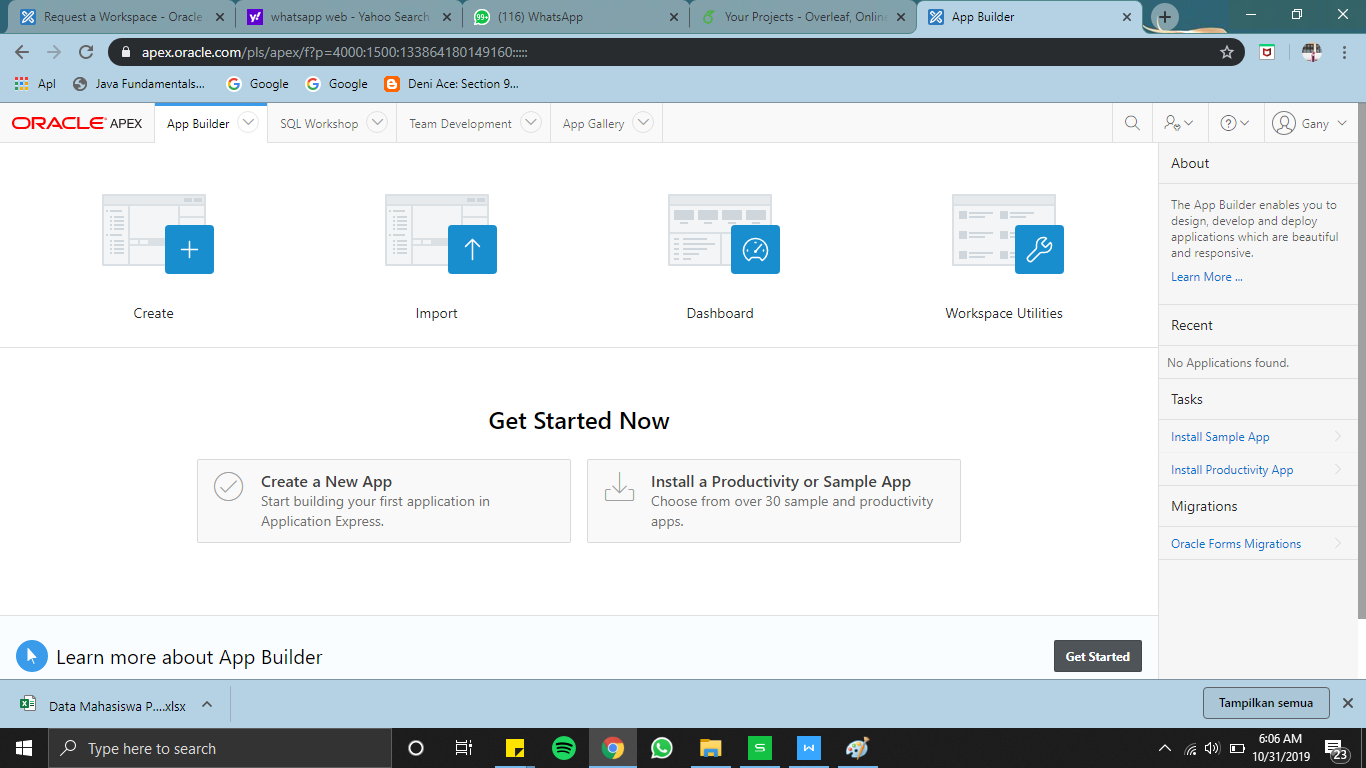 Request a Workspace - Oracle
whatsapp web - Yahoo Search
99+
(116) WhatsApp
Your Projects - Overleaf, Online
App Builder
apex.oracle.com/pls/apex/f?p=4000:1500:133864180149160:::::
Apl
Java Fundamentals...
Google
Google
Deni Ace: Section 9...
ORACLE APEX
App Builder
SQL Workshop
Team Development
App Gallery
Gany
Create
Import
Dashboard
Workspace Utilities
Get Started Now
Create a New App
Start building your first application in
Application Express.
Install a Productivity or Sample App
Choose from over 30 sample and productivity
apps.
Learn more about App Builder
Get Started
About
The App Builder enables you to
design, develop and deploy
applications which are beautiful
and responsive.
Learn More ...
Recent
No Applications found.
Tasks
Install Sample App
Install Productivity App
Migrations
Oracle Forms Migrations
Data Mahasiswa P....xlsx
Tampilkan semua
Type here to search
S
W
6:06 AM
10/31/2019
23